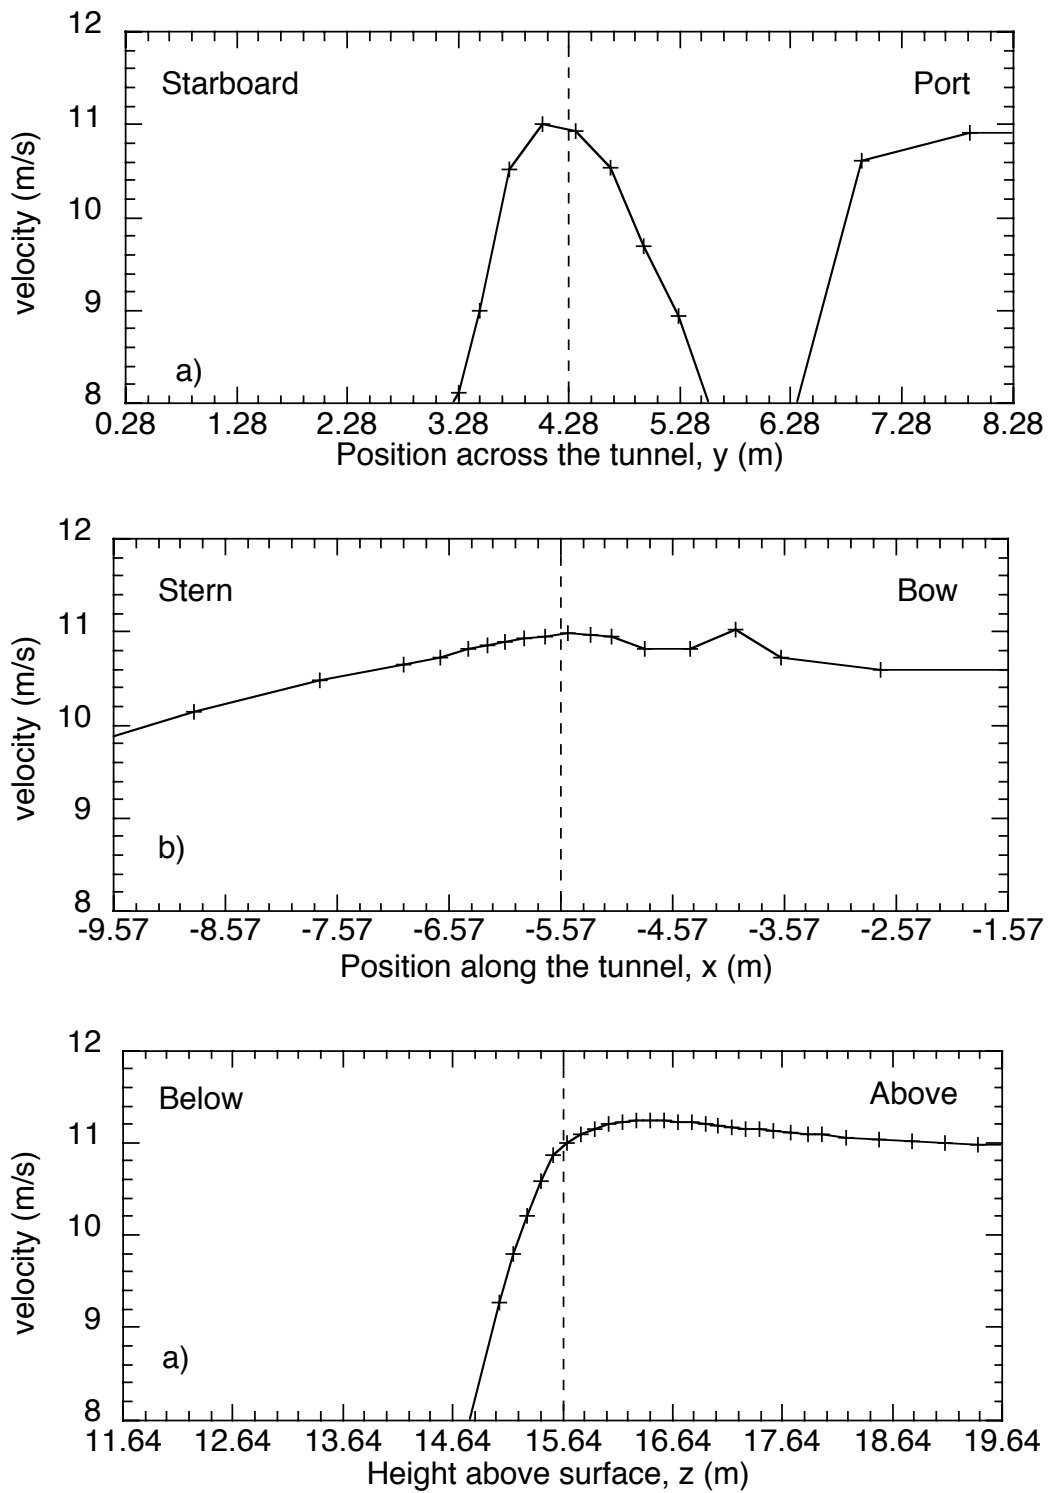 12
Starboard Port
11
10
9
a)
8
velocity (m/s)
0.28 1.28 2.28 3.28 4.28 5.28 6.28 7.28 8.28
Position across the tunnel, y (m)
12
Stern Bow
11
10
9
b)
8
velocity (m/s)
-9.57 -8.57 -7.57 -6.57 -5.57 -4.57 -3.57 -2.57 -1.57
Position along the tunnel, x (m)
12
Below Above
11
10
9
a)
8
velocity (m/s)
11.64 12.64 13.64 14.64 15.64 16.64 17.64 18.64 19.64
Height above surface, z (m)